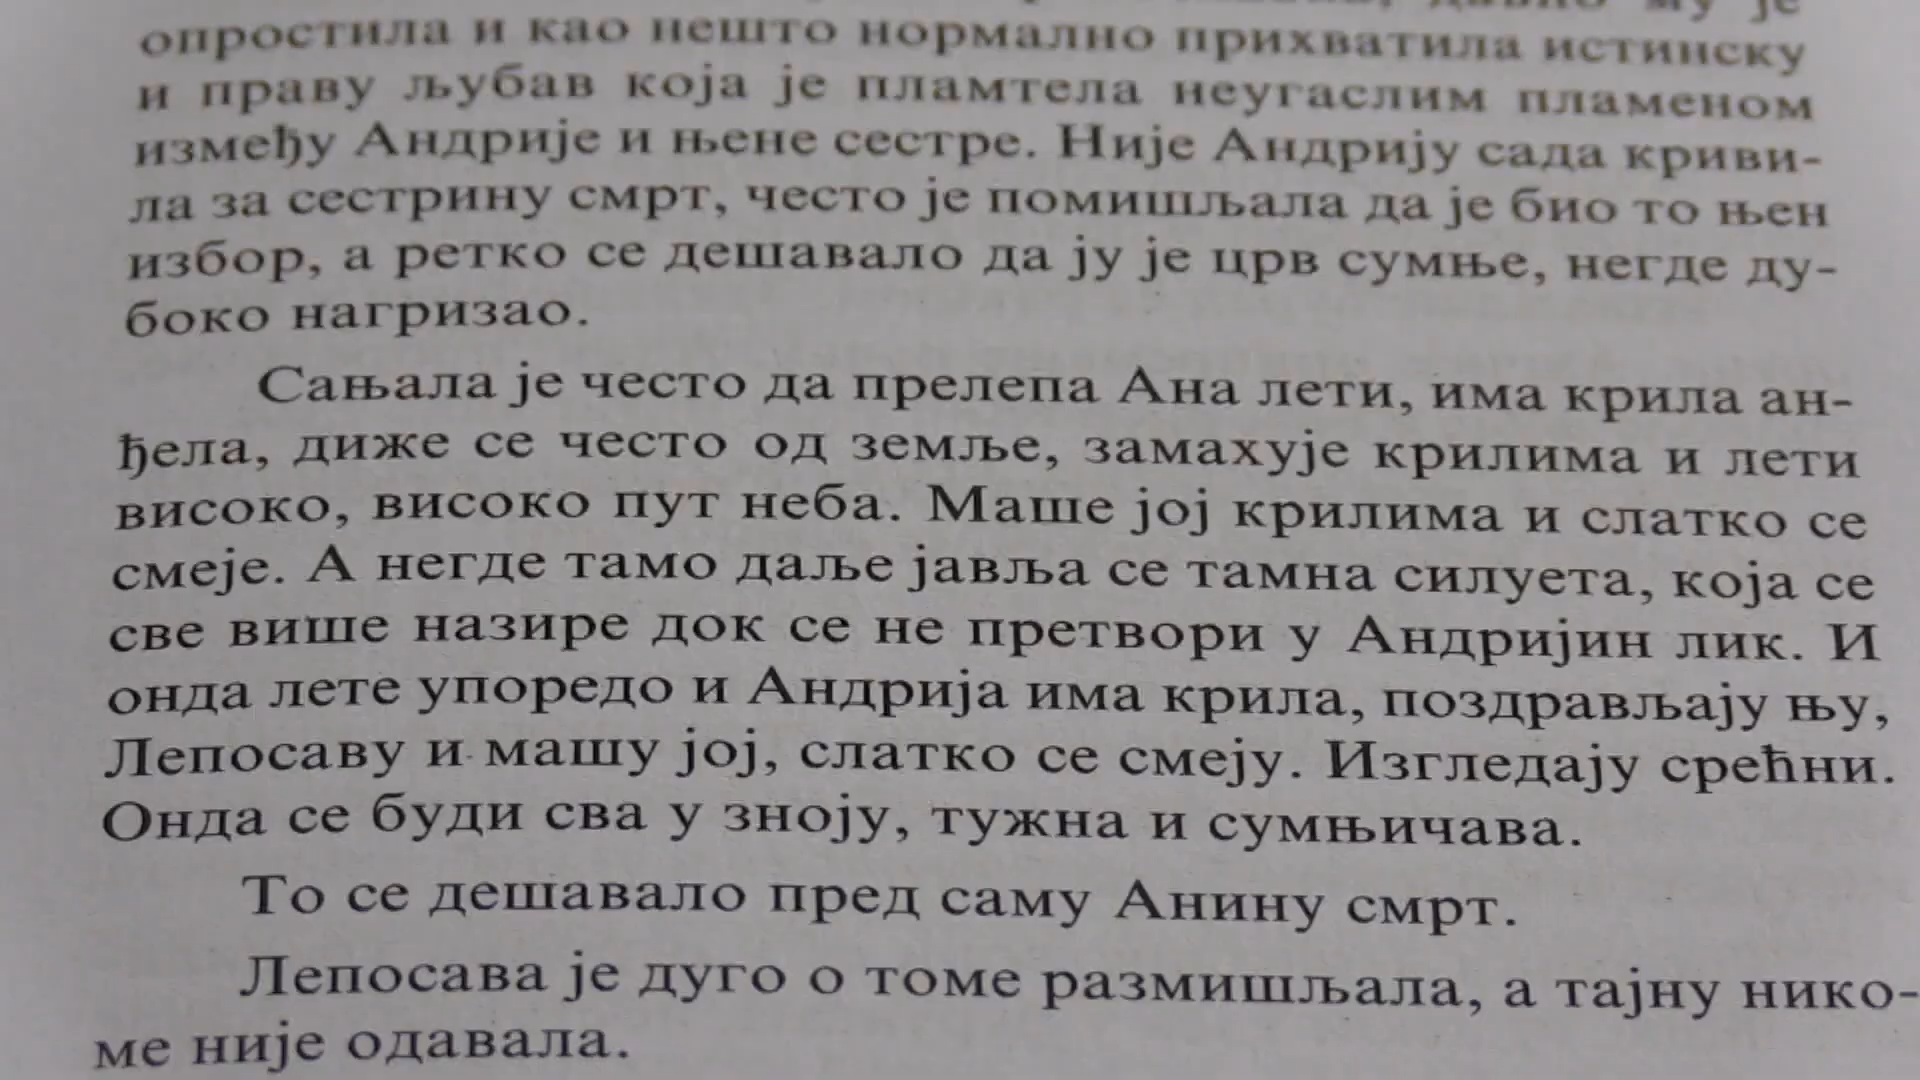 давно му је
опростила и као нешто нормално прихватила истинску
и праву љубав која је пламтела неугаслим пламеном
између Андрије и њене сестре. Није Андрију сада криви-
ла за сестрину смрт, често је помишљала да је био то њен
избор, а ретко се дешавало да ју је црв сумње, негде ду-
боко нагризао.
Сањала је често да прелепа Ана лети, има крила ан-
ђела, диже се често од земље, замахује крилима и лети
високо, високо пут неба. Маше јој крилима и слатко се
смеје. А негде тамо даље јавља се тамна силуета, која се
све више назире док се не претвори у Андријин лик. И
онда лете упоредо и Андрија има крила, поздрављају њу,
Лепосаву и машу јој, слатко се смеју. Изгледају срећни.
Онда се буди сва у зноју, тужна и сумњичава.
То се дешавало пред саму Анину смрт.
Лепосава је дуго о томе размишљала, а тајну нико-
ме није одавала.